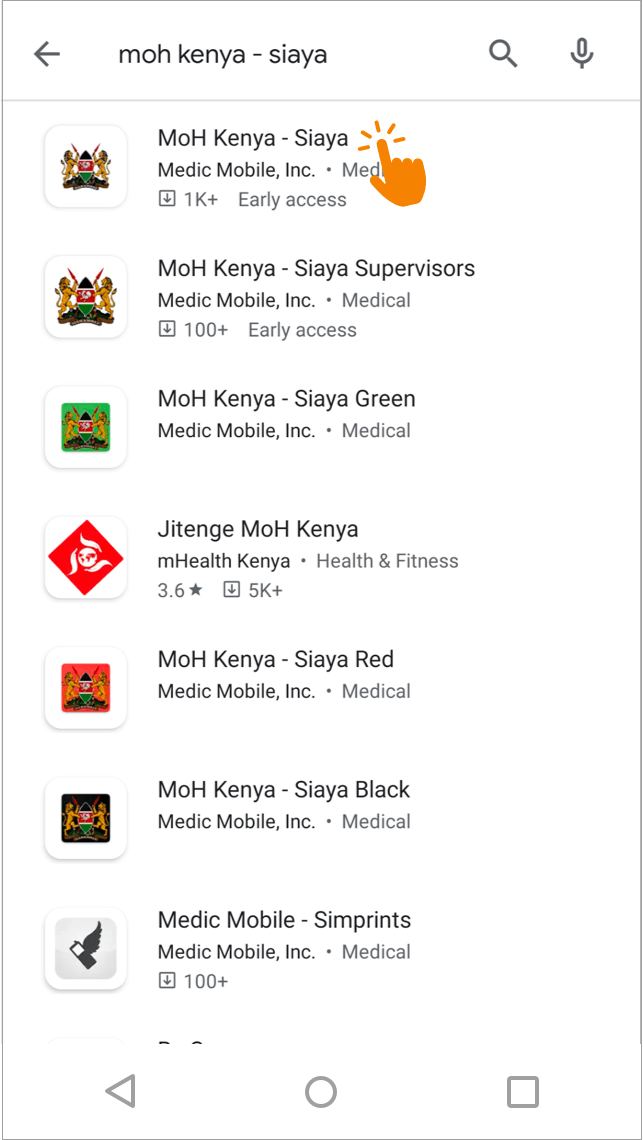 moh kenya - siaya
MoH Kenya - Siaya
Medic Mobile, Inc. •
1K+ Early access
MoH Kenya - Siaya Supervisors
Medic Mobile, Inc. • Medical
100+ Early access
MoH Kenya - Siaya Green
Medic Mobile, Inc. • Medical
Jitenge MoH Kenya
mHealth Kenya • Health & Fitness
3.6★ 5K+
MoH Kenya - Siaya Red
Medic Mobile, Inc. • Medical
MoH Kenya - Siaya Black
Medic Mobile, Inc. • Medical
Medic Mobile - Simprints
Medic Mobile, Inc. • Medical
100+